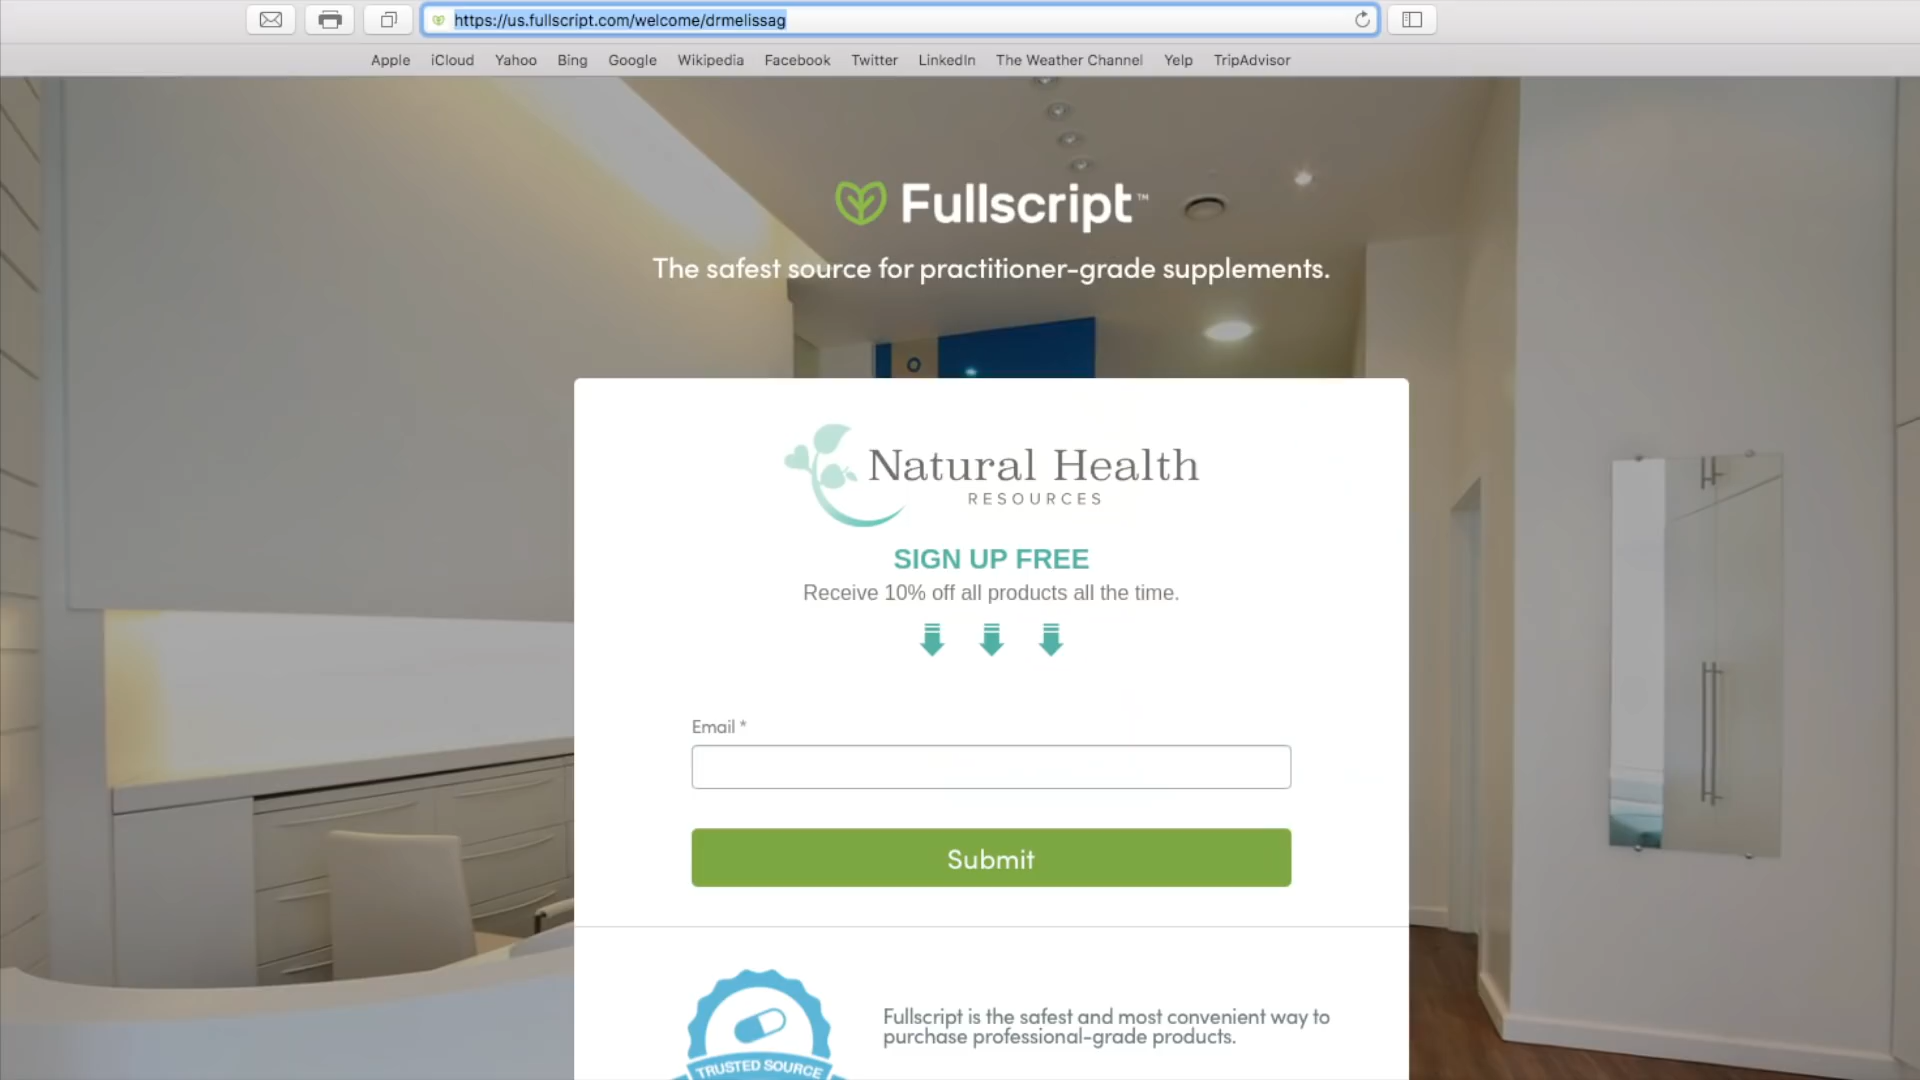 https://us.fullscript.com/welcome/drmelissag
Apple iCloud Yahoo Bing Google Wikipedia Facebook Twitter LinkedIn The Weather Channel Yelp TripAdvisor
Fullscript™
The safest source for practitioner-grade supplements.
Natural Health
RESOURCES
SIGN UP FREE
Receive 10% off all products all the time.
Email *
Submit
Fullscript is the safest and most convenient way to
purchase professional-grade products.
TRUSTED SOURCE